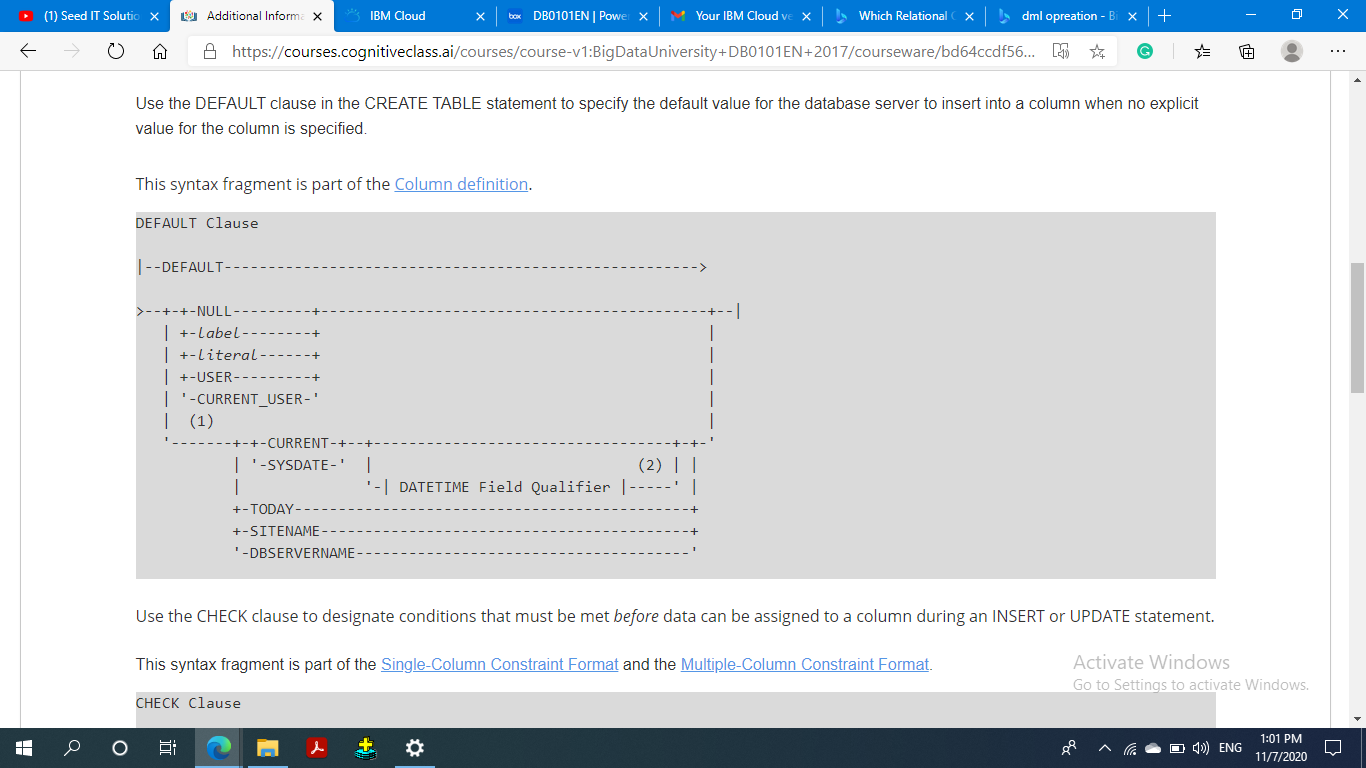 (1) Seed IT Solutio
Additional Informa
IBM Cloud
box DB0101EN | Powe
Your IBM Cloud ve
Which Relational
dml opreation - Bi
https://courses.cognitiveclass.ai/courses/course-v1:BigDataUniversity+DB0101EN+2017/courseware/bd64ccdf56...
Use the DEFAULT clause in the CREATE TABLE statement to specify the default value for the database server to insert into a column when no explicit
value for the column is specified.
This syntax fragment is part of the Column definition.
DEFAULT Clause
|--DEFAULT------------------------------------------------------>
>--+-+-NULL---------+--------------------------------------------+--|
   | +-label--------+                                            |
   | +-literal------+                                            |
   | +-USER---------+                                            |
   | '-CURRENT_USER-'                                            |
   |  (1)                                                        |
   '-------+-+-CURRENT-+--+----------------------------------+-+-'
           | '-SYSDATE-'  |                              (2) | |
           |              '-| DATETIME Field Qualifier |-----' |
           +-TODAY---------------------------------------------+
           +-SITENAME------------------------------------------+
           '-DBSERVERNAME--------------------------------------'
Use the CHECK clause to designate conditions that must be met before data can be assigned to a column during an INSERT or UPDATE statement.
This syntax fragment is part of the Single-Column Constraint Format and the Multiple-Column Constraint Format.
Activate Windows
Go to Settings to activate Windows.
CHECK Clause
ENG
1:01 PM
11/7/2020